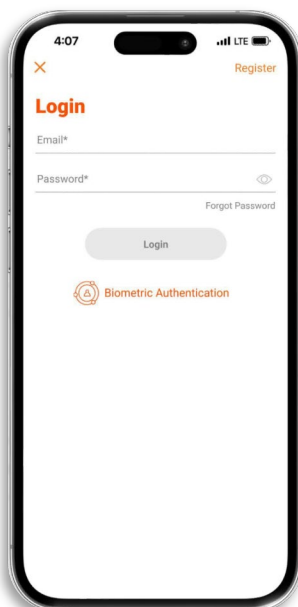 4:07 LTE
Register
Login
Email*
Password*
Forgot Password
Login
Biometric Authentication